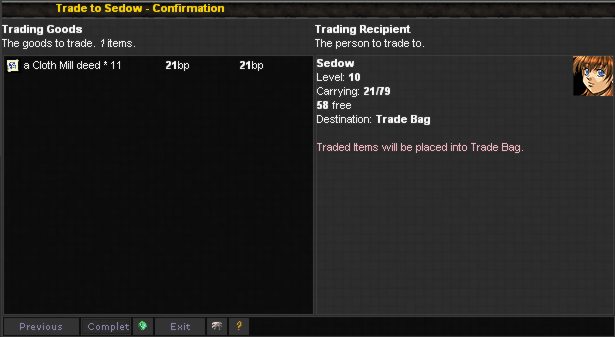 Trade to Sedow - Confirmation
Trading Goods
The goods to trade. 1 items.
a Cloth Mill deed * 11 21bp 21bp
Trading Recipient
The person to trade to.
Sedow
Level: 10
Carrying: 21/79
58 free
Destination: Trade Bag
Traded Items will be placed into Trade Bag.
Previous Complet Exit ?